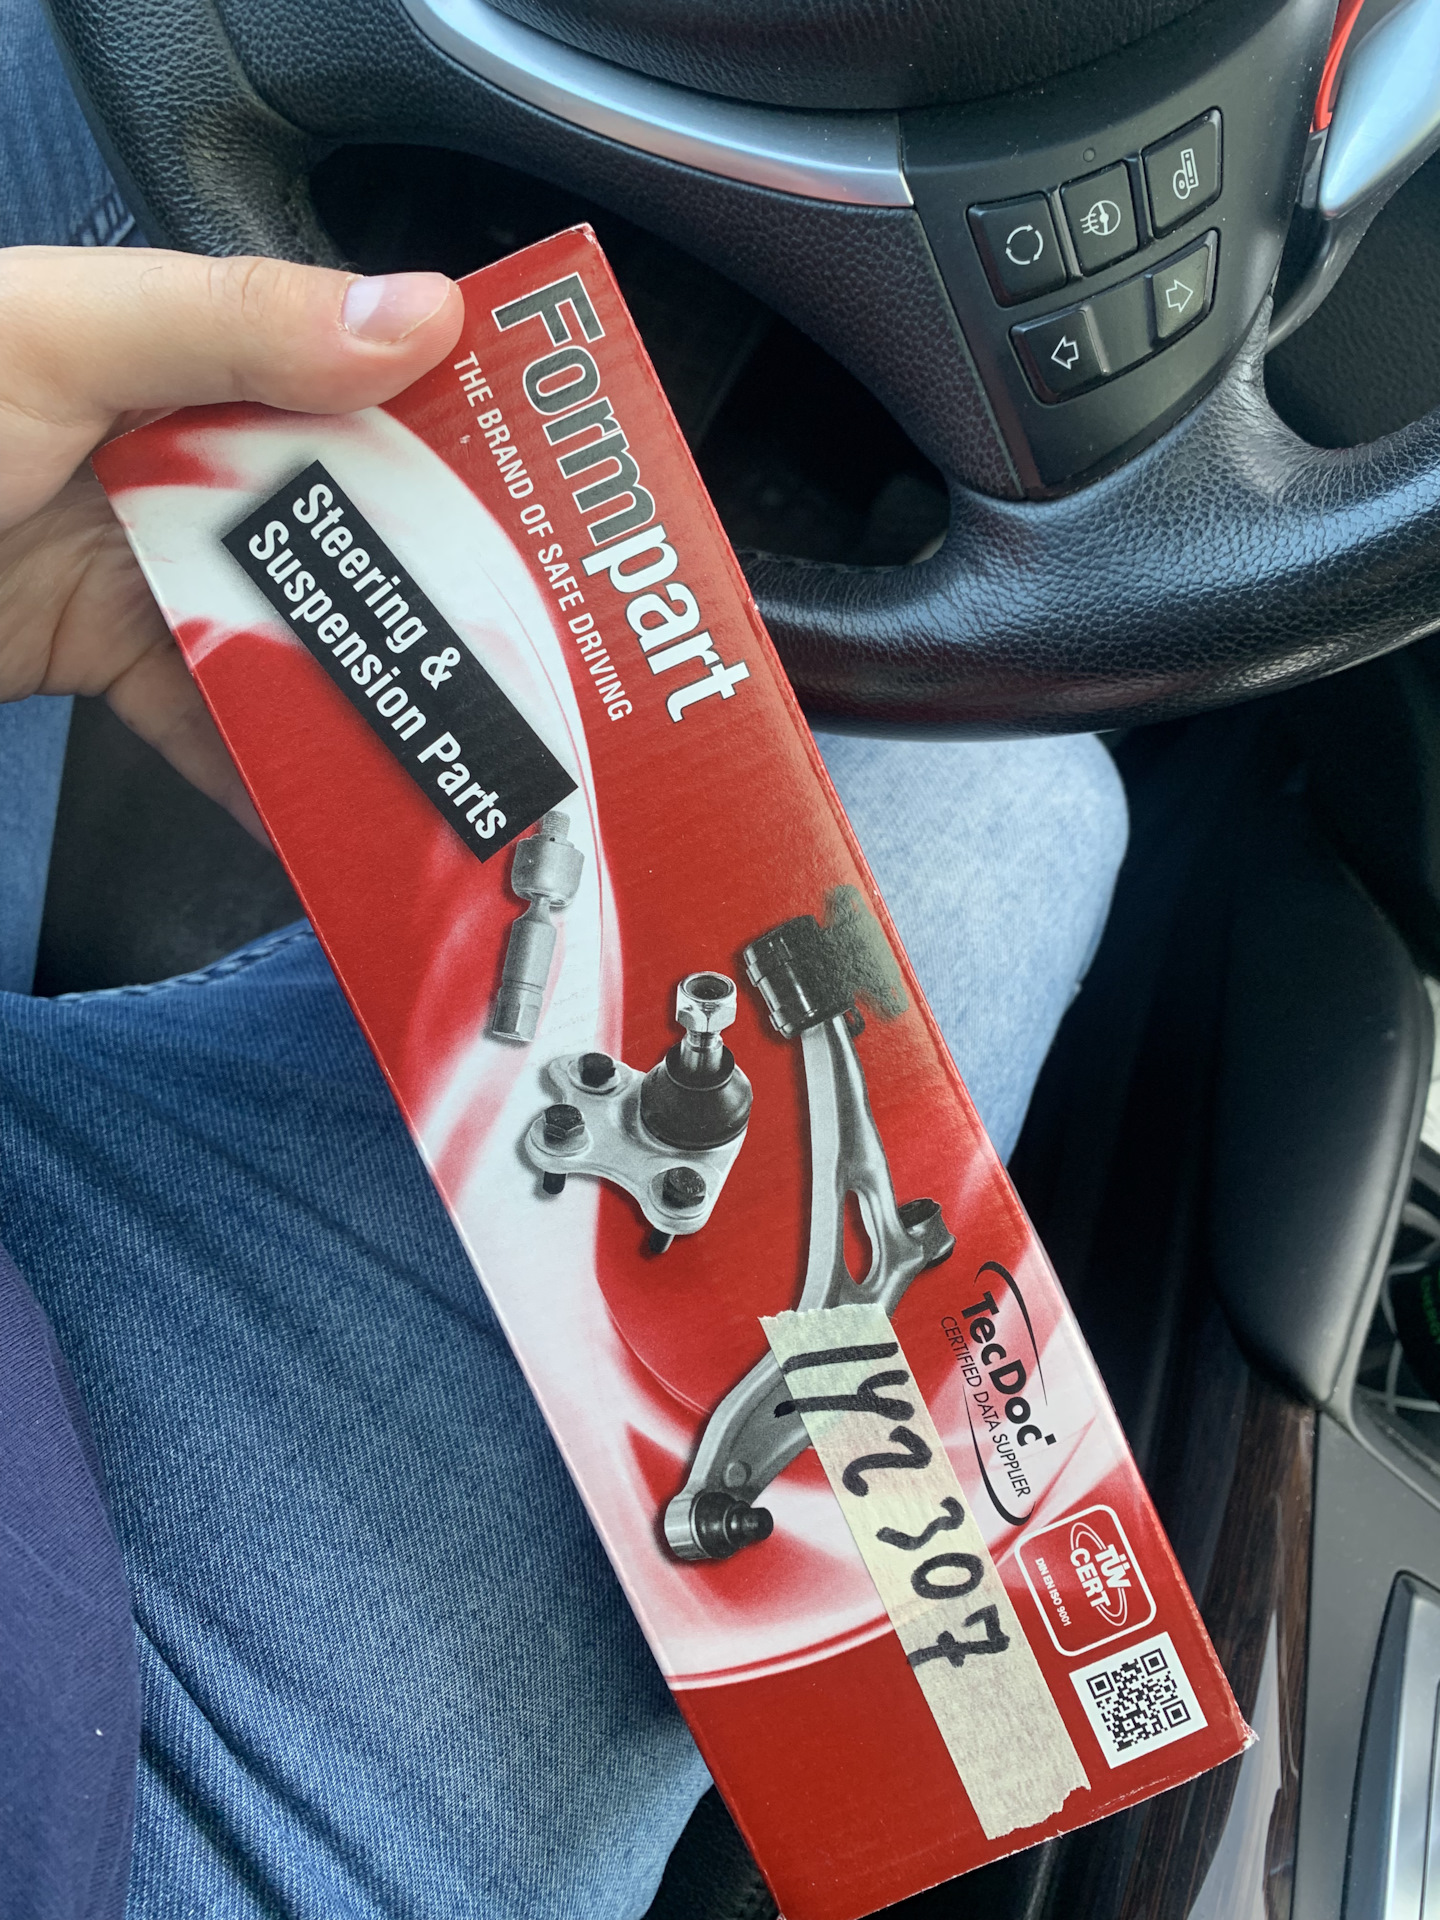 Formpart
THE BRAND OF SAFE DRIVING
Steering &
Suspension Parts
TecDoc
CERTIFIED DATA SUPPLIER
1442307
TÜV
CERT
DIN EN ISO 9001